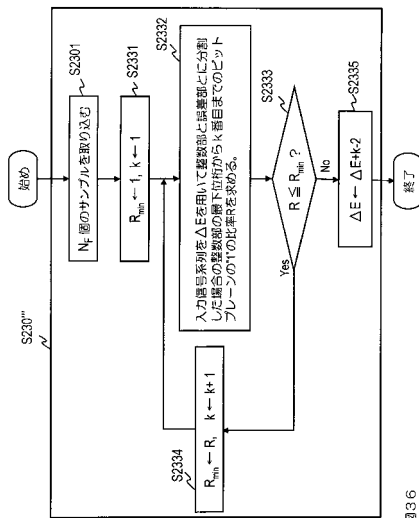 S230''''
始め
N_F 個のサンプルを取り込む
S2301
R_min ← 1, k ← 1
S2331
入力信号系列をΔEを用いて整数部と誤差部とに分割
した場合の整数部の最下位桁からk番目までのビット
プレーンの"1"の比率Rを求める。
S2332
R ≦ R_min ?
S2333
Yes
No
R_min ← R, k ← k+1
S2334
ΔE ← ΔE+k-2
S2335
終了
図36